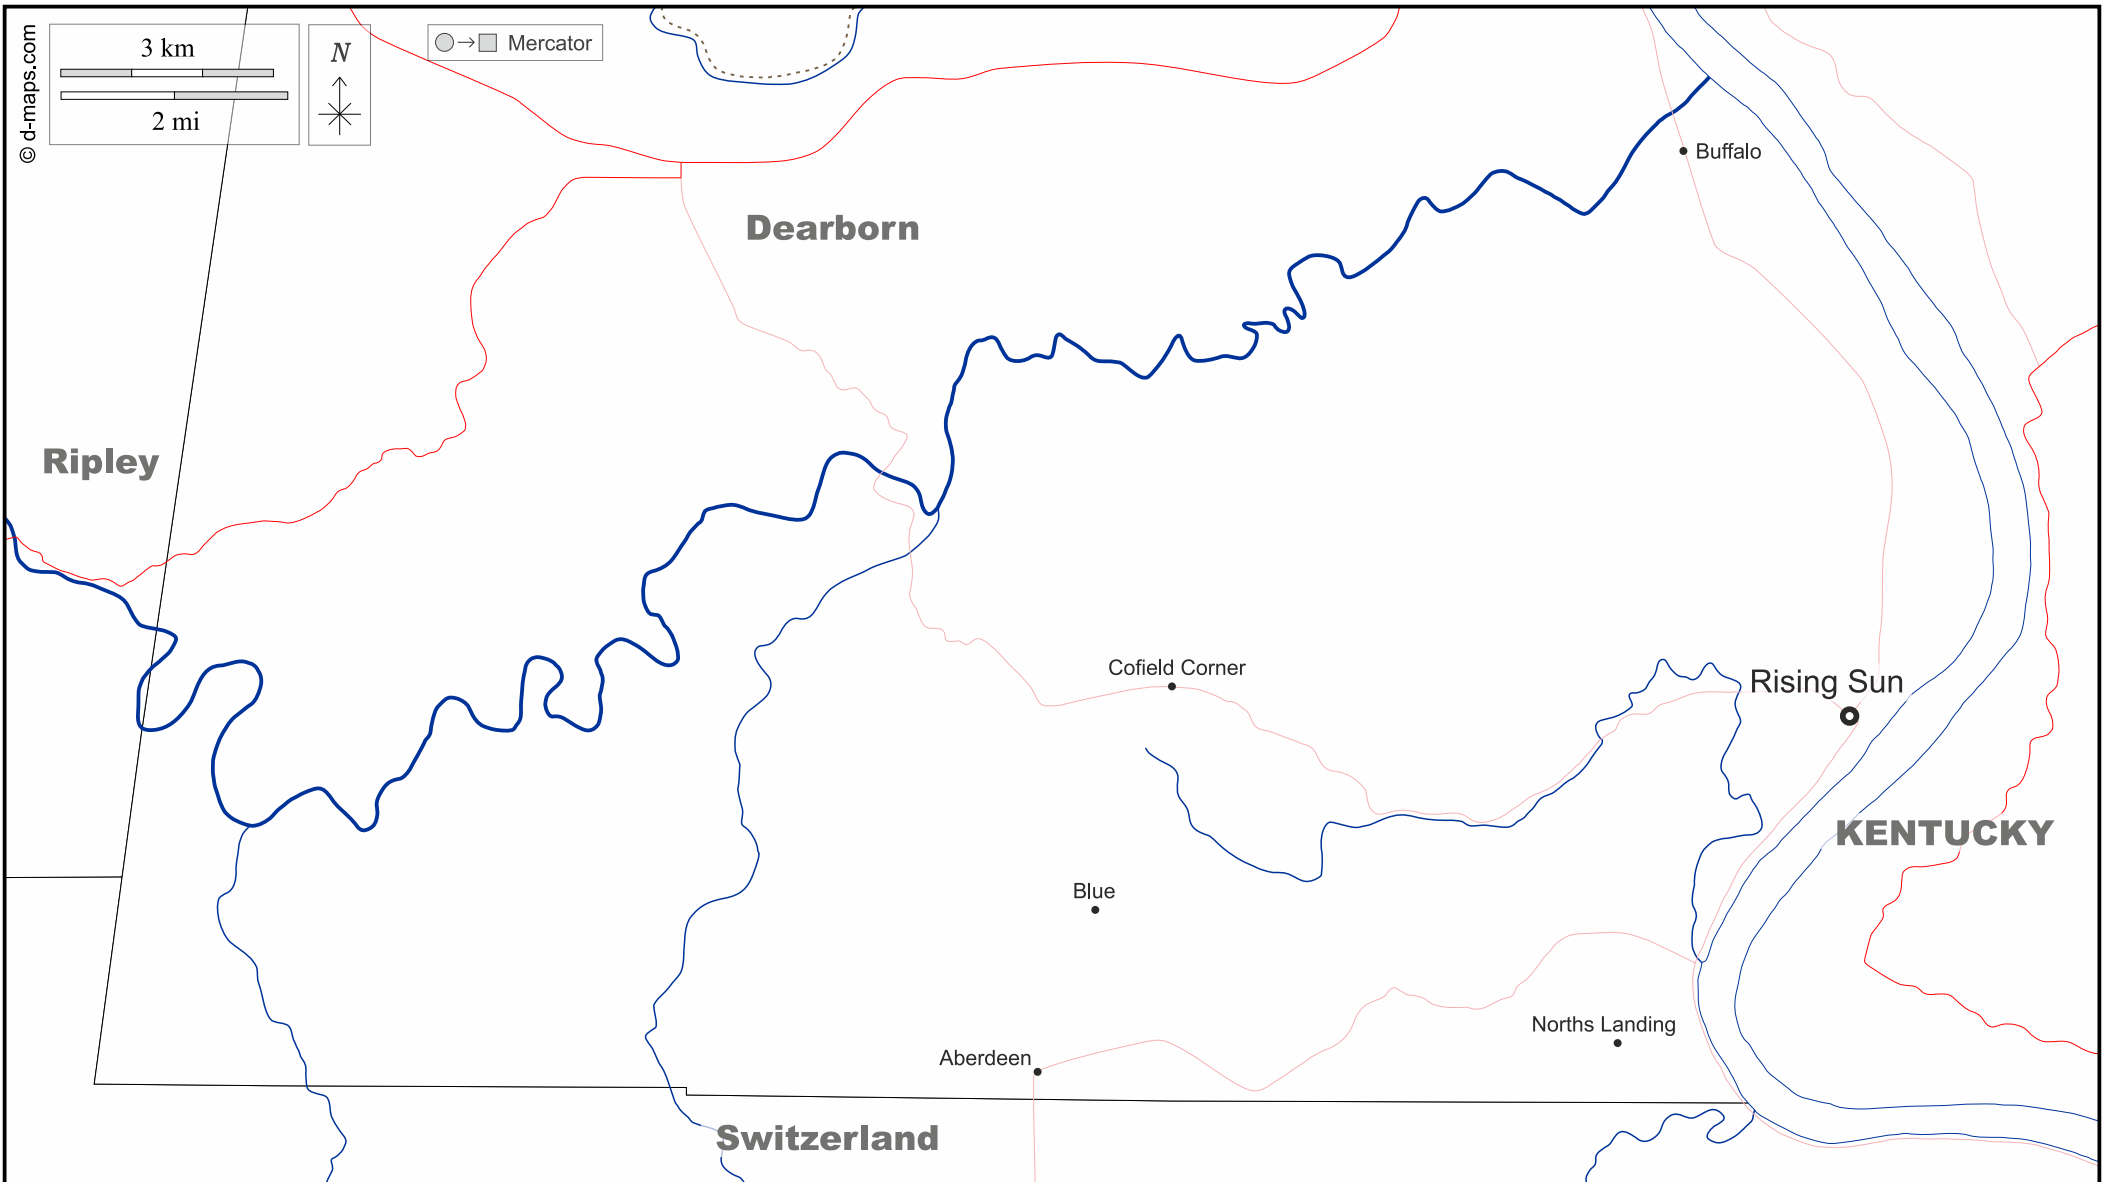 © d-maps.com
3 km
2 mi
N
Mercator
Buffalo
Dearborn
Ripley
Cofield Corner
Rising Sun
KENTUCKY
Blue
Norths Landing
Aberdeen
Switzerland